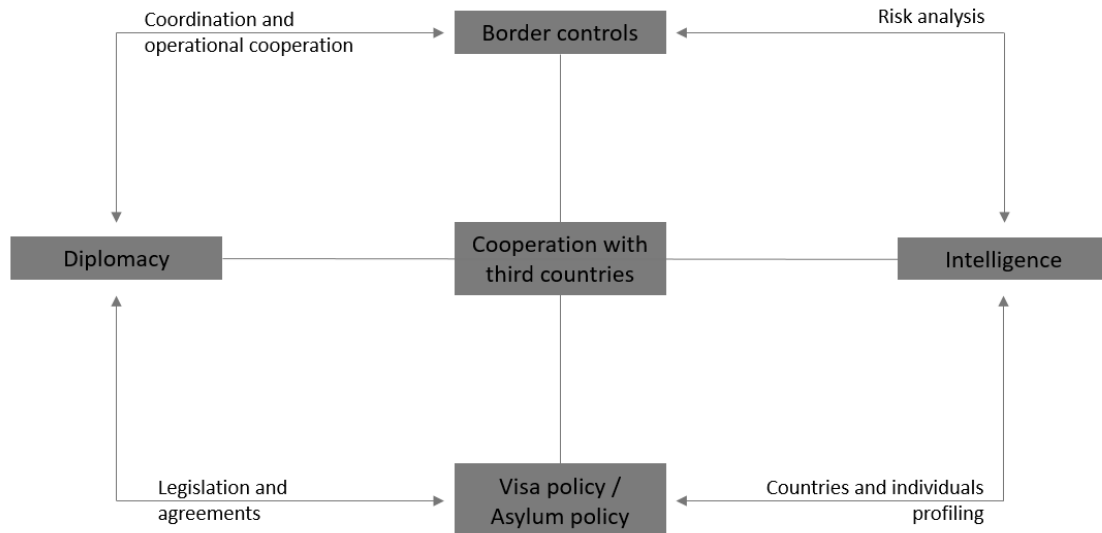 Coordination and
operational cooperation
Border controls
Risk analysis
Diplomacy
Cooperation with
third countries
Intelligence
Legislation and
agreements
Visa policy /
Asylum policy
Countries and individuals
profiling